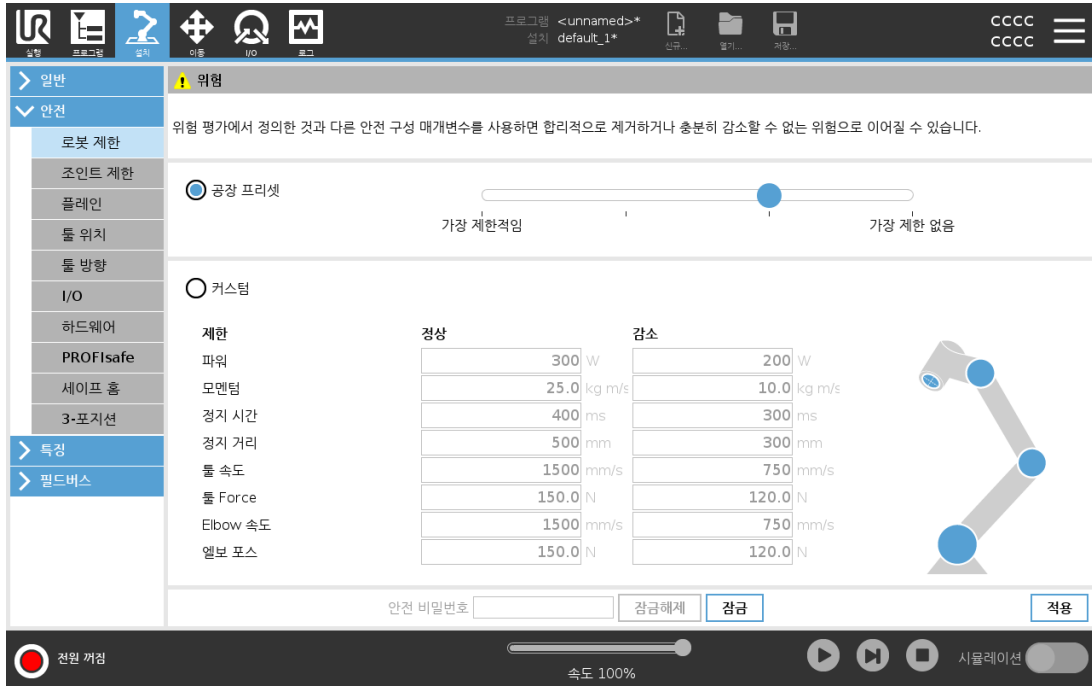 UR
프로그램 <unnamed>*
설치 default_1*
실행 프로그램 설치 이동 I/O 로그
신규... 열기... 저장...
cccc
cccc
일반
안전
로봇 제한
조인트 제한
플레인
툴 위치
툴 방향
I/O
하드웨어
PROFIsafe
세이프 홈
3-포지션
특징
필드버스
위험
위험 평가에서 정의한 것과 다른 안전 구성 매개변수를 사용하면 합리적으로 제거하거나 충분히 감소할 수 없는 위험으로 이어질 수 있습니다.
공장 프리셋
가장 제한적임 가장 제한 없음
커스텀
제한 정상 감소
파워 300 W 200 W
모멘텀 25.0 kg m/s 10.0 kg m/s
정지 시간 400 ms 300 ms
정지 거리 500 mm 300 mm
툴 속도 1500 mm/s 750 mm/s
툴 Force 150.0 N 120.0 N
Elbow 속도 1500 mm/s 750 mm/s
엘보 포스 150.0 N 120.0 N
안전 비밀번호 잠금해제 잠금 적용
전원 꺼짐
속도 100%
시뮬레이션